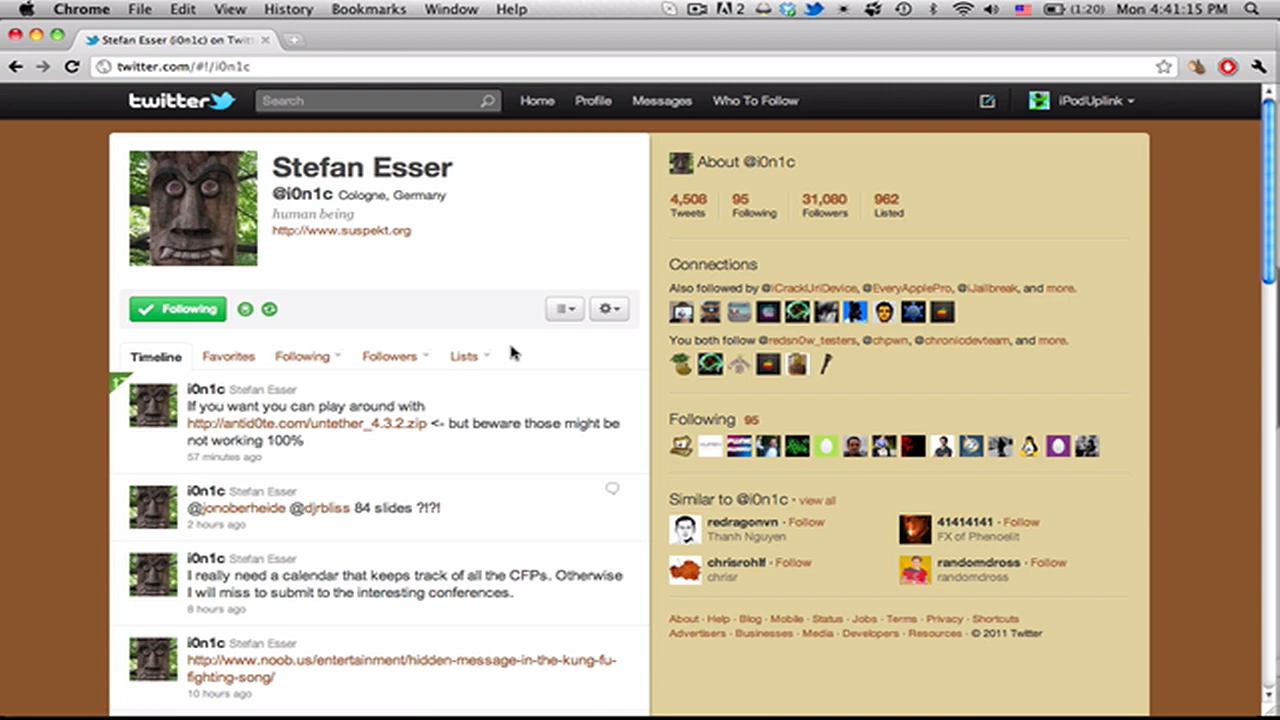 Chrome File Edit View History Bookmarks Window Help 2 (1:20) Mon 4:41:15 PM
Stefan Esser (i0n1c) on Twit
twitter.com/#!/i0n1c
twitter Search Home Profile Messages Who To Follow iPodUplink
Stefan Esser
@i0n1c Cologne, Germany
human being
http://www.suspekt.org
Following
Timeline Favorites Following Followers Lists
i0n1c Stefan Esser
If you want you can play around with
http://antid0te.com/untether_4.3.2.zip <- but beware those might be
not working 100%
57 minutes ago
i0n1c Stefan Esser
@jonoberheide @djrbliss 84 slides ?!?!
2 hours ago
i0n1c Stefan Esser
I really need a calendar that keeps track of all the CFPs. Otherwise
I will miss to submit to the interesting conferences.
8 hours ago
i0n1c Stefan Esser
http://www.noob.us/entertainment/hidden-message-in-the-kung-fu-
fighting-song/
10 hours ago
About @i0n1c
4,508 95 31,080 962
Tweets Following Followers Listed
Connections
Also followed by @iCrackUriDevice, @EveryApplePro, @iJailbreak, and more.
You both follow @redsn0w_testers, @chpwn, @chronicdevteam, and more.
Following 95
Similar to @i0n1c · view all
redragonvn · Follow
Thanh Nguyen
41414141 · Follow
FX of Phenoelit
chrisrohlf · Follow
chrisr
randomdross · Follow
randomdross
About · Help · Blog · Mobile · Status · Jobs · Terms · Privacy · Shortcuts
Advertisers · Businesses · Media · Developers · Resources · © 2011 Twitter